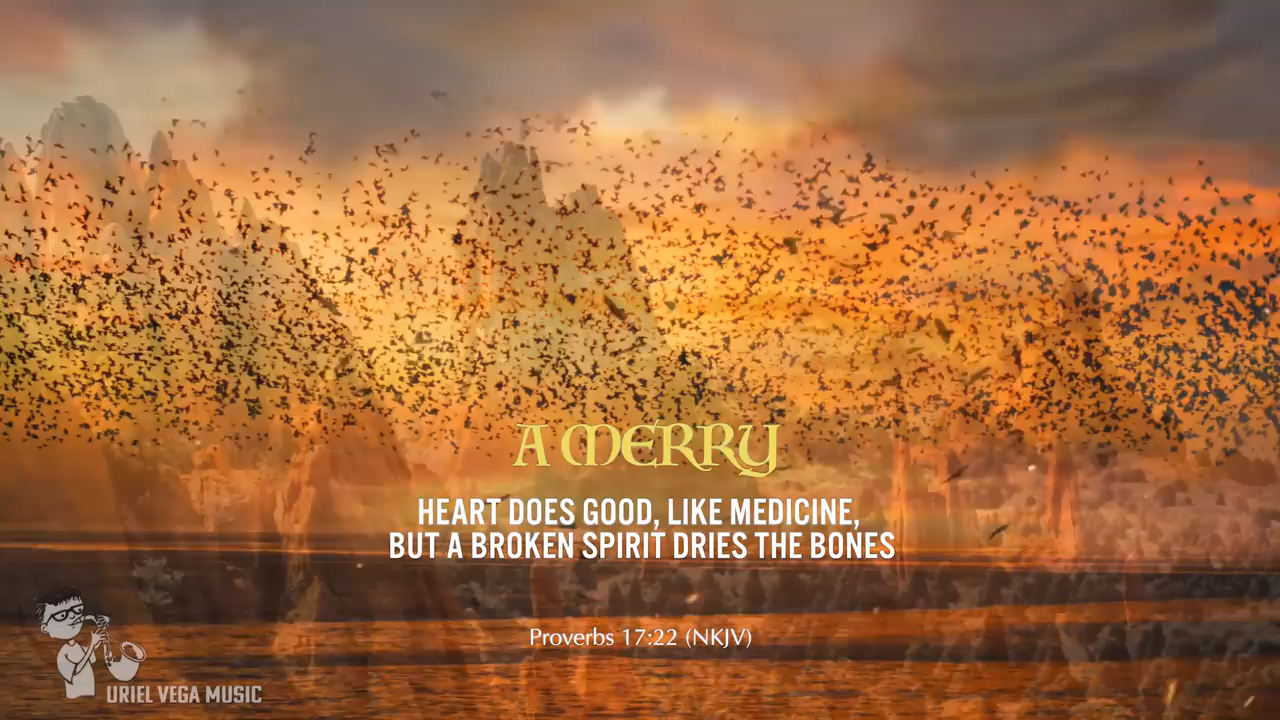 A MERRY
HEART DOES GOOD, LIKE MEDICINE,
BUT A BROKEN SPIRIT DRIES THE BONES
Proverbs 17:22 (NKJV)
URIEL VEGA MUSIC